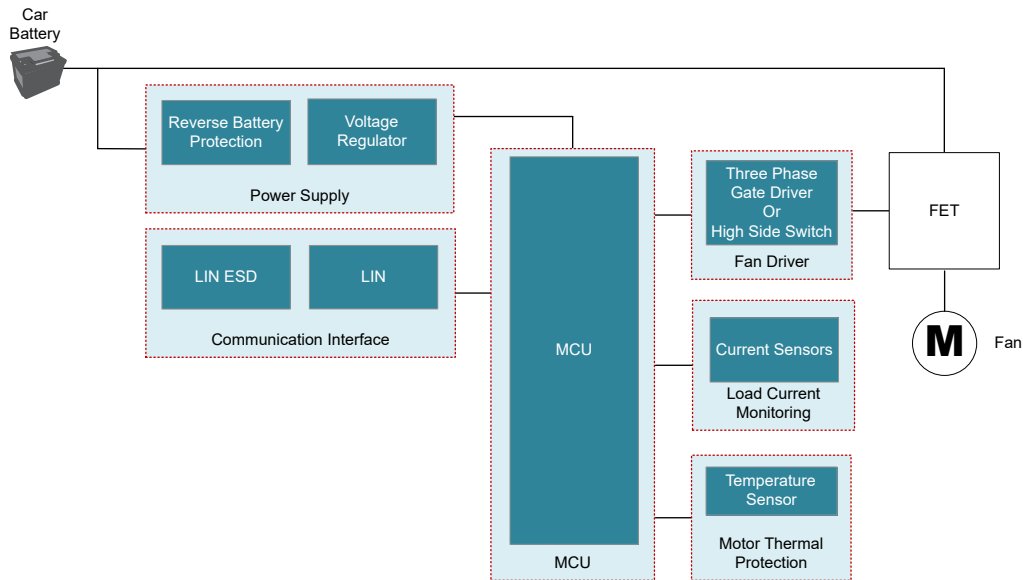 Car
Battery
Reverse Battery
Protection
Voltage
Regulator
Power Supply
LIN ESD
LIN
Communication Interface
MCU
MCU
Three Phase
Gate Driver
Or
High Side Switch
Fan Driver
Current Sensors
Load Current
Monitoring
Temperature
Sensor
Motor Thermal
Protection
FET
M
Fan